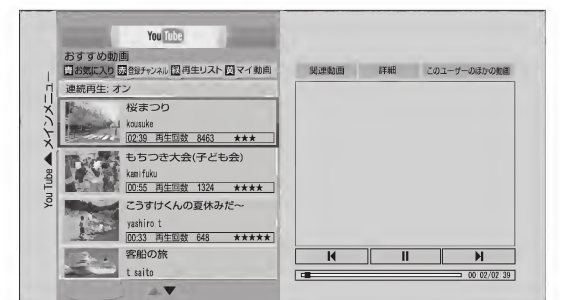 YouTube
おすすめ動画
青 お気に入り 赤 登録チャンネル 緑 再生リスト 黄 マイ動画
連続再生: オン
桜まつり
kousuke
02:39 再生回数 8463 ★★★
もちつき大会(子ども会)
kamifuku
00:55 再生回数 1324 ★★★★
こうすけくんの夏休みだ～
yashiro t
00:33 再生回数 648 ★★★★★
客船の旅
t saito
You Tube ◀ メインメニュー
関連動画 詳細 このユーザーのほかの動画
00 02/02 39